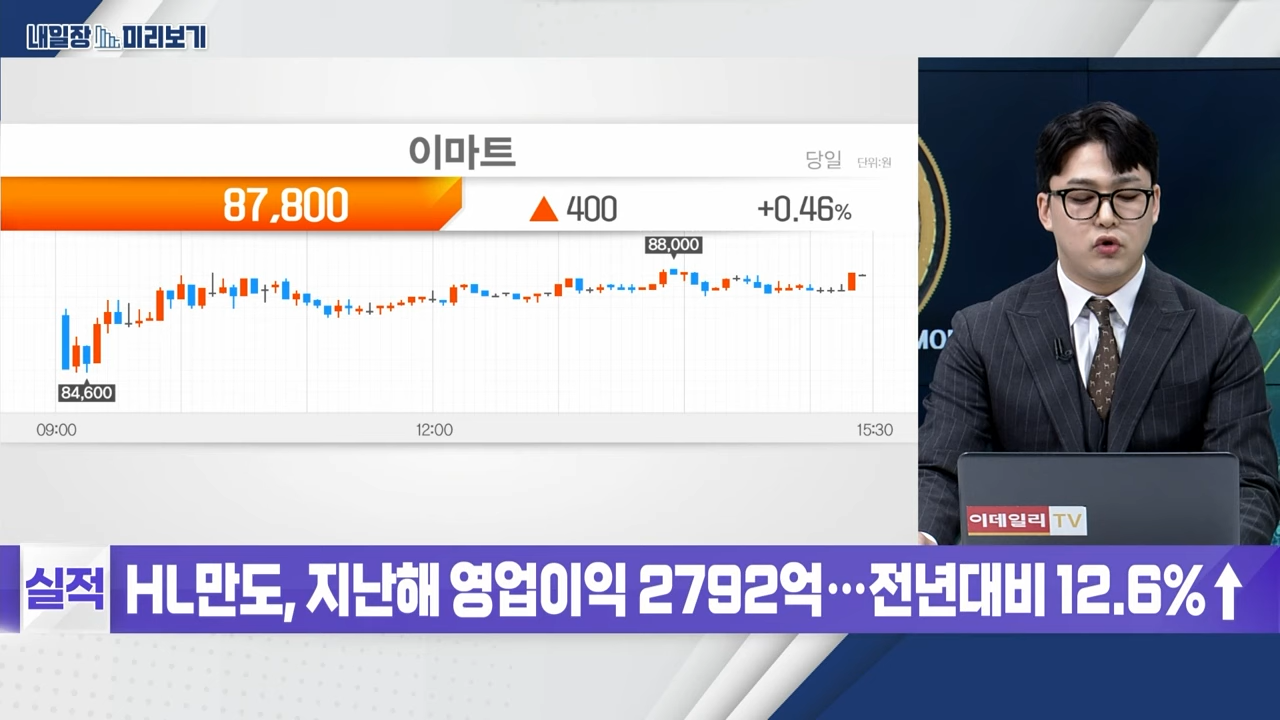 내일장 미리보기
이마트
당일 단위:원
87,800 ▲ 400 +0.46%
88,000
84,600
09:00 12:00 15:30
이데일리 TV
실적 HL만도, 지난해 영업이익 2792억…전년대비 12.6%↑